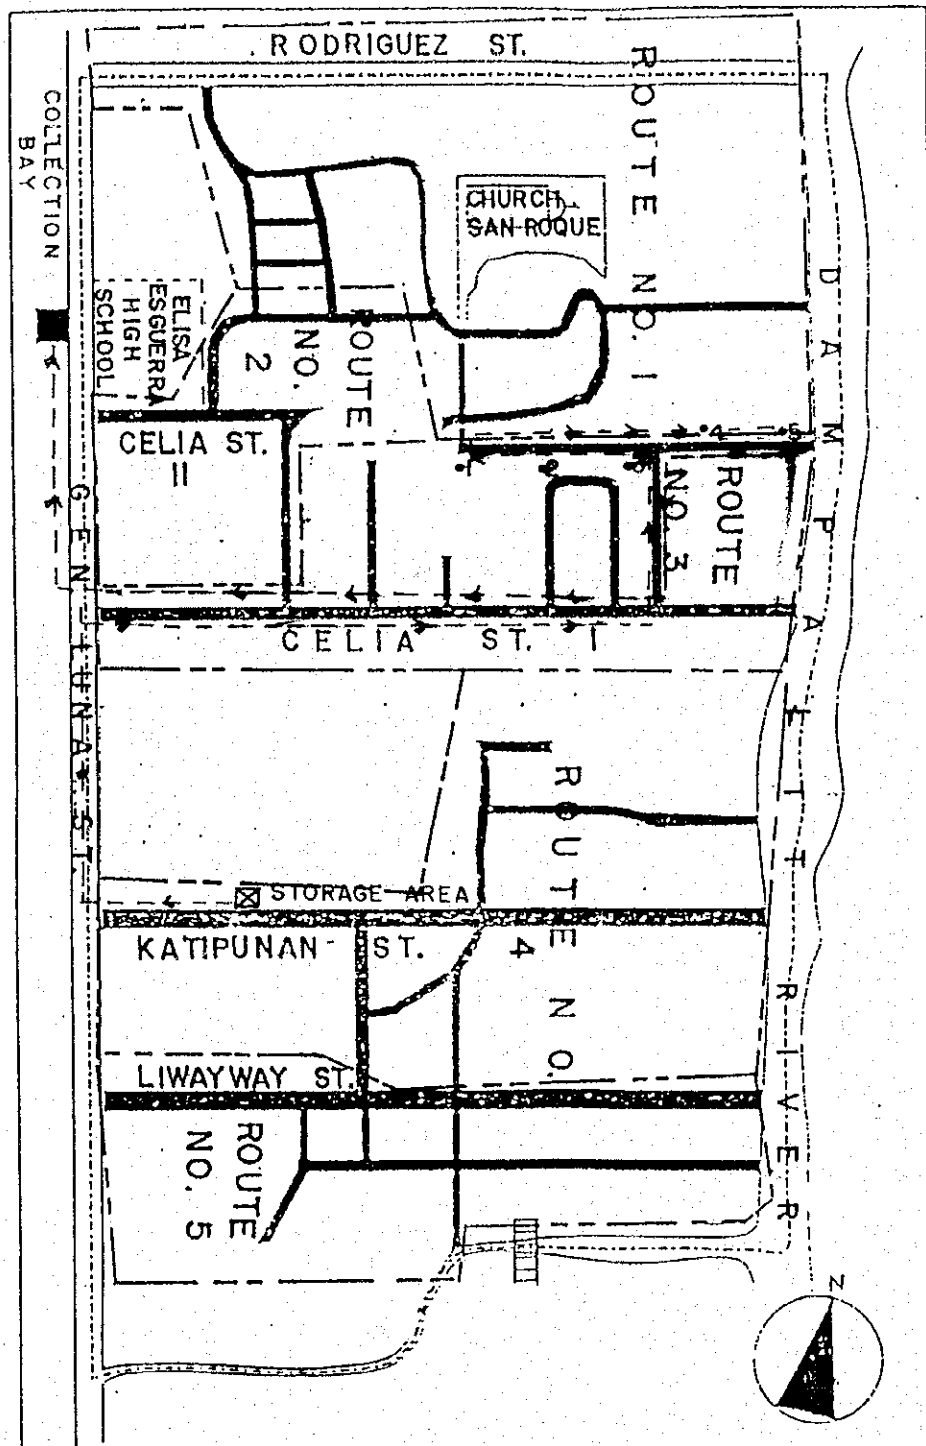 RODRIGUEZ ST.
ROUTE NO. 1
COLLECTION
BAY
CHURCH
SAN-ROQUE
DAMPALIT RIVER
ELISA
ESGUERRA
HIGH
SCHOOL
ROUTE
NO.
2
CELIA ST.
II
ROUTE
NO. 3
4
5
GEN. LUNA ST.
CELIA ST. I
ROUTE NO.
4
STORAGE AREA
KATIPUNAN ST.
LIWAYWAY ST.
ROUTE
NO. 5
N